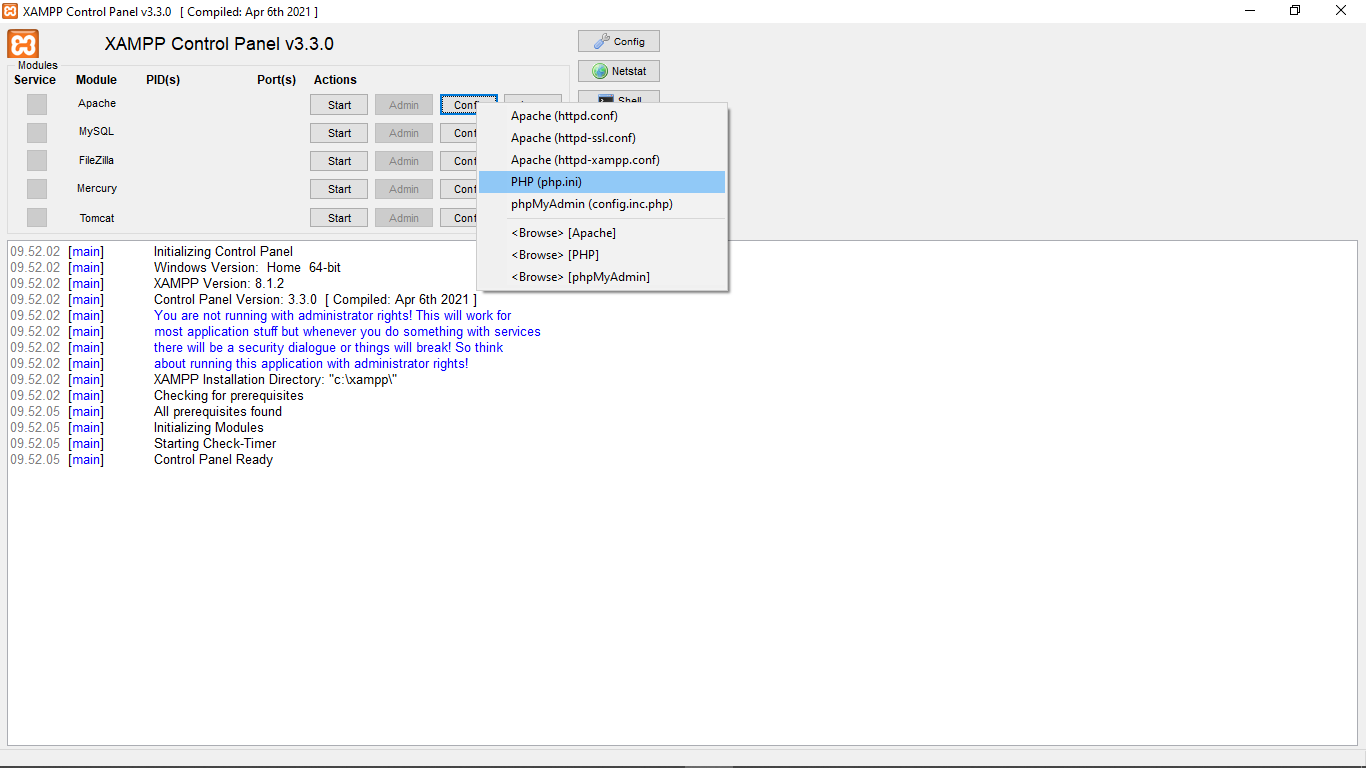 XAMPP Control Panel v3.3.0 [ Compiled: Apr 6th 2021 ]
XAMPP Control Panel v3.3.0
Config
Netstat
Shell
Modules
Service Module PID(s) Port(s) Actions
Apache Start Admin
MySQL Start Admin
FileZilla Start Admin
Mercury Start Admin
Tomcat Start Admin
Apache (httpd.conf)
Apache (httpd-ssl.conf)
Apache (httpd-xampp.conf)
PHP (php.ini)
phpMyAdmin (config.inc.php)
<Browse> [Apache]
<Browse> [PHP]
<Browse> [phpMyAdmin]
09.52.02 [main] Initializing Control Panel
09.52.02 [main] Windows Version: Home 64-bit
09.52.02 [main] XAMPP Version: 8.1.2
09.52.02 [main] Control Panel Version: 3.3.0 [ Compiled: Apr 6th 2021 ]
09.52.02 [main] You are not running with administrator rights! This will work for
09.52.02 [main] most application stuff but whenever you do something with services
09.52.02 [main] there will be a security dialogue or things will break! So think
09.52.02 [main] about running this application with administrator rights!
09.52.02 [main] XAMPP Installation Directory: "c:\xampp\"
09.52.02 [main] Checking for prerequisites
09.52.05 [main] All prerequisites found
09.52.05 [main] Initializing Modules
09.52.05 [main] Starting Check-Timer
09.52.05 [main] Control Panel Ready